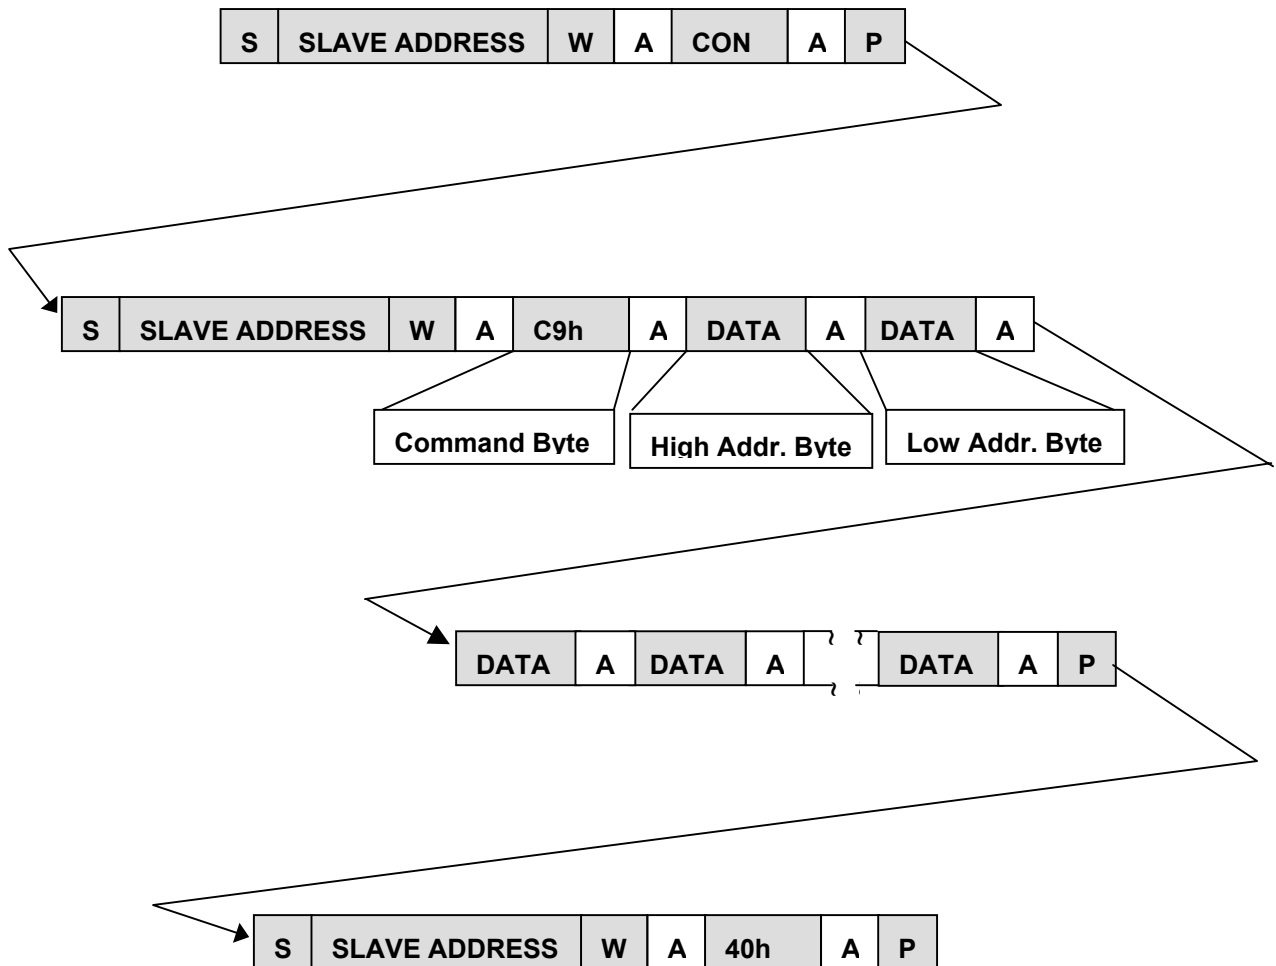 S SLAVE ADDRESS W A CON A P
S SLAVE ADDRESS W A C9h A DATA A DATA A
Command Byte High Addr. Byte Low Addr. Byte
DATA A DATA A DATA A P
S SLAVE ADDRESS W A 40h A P